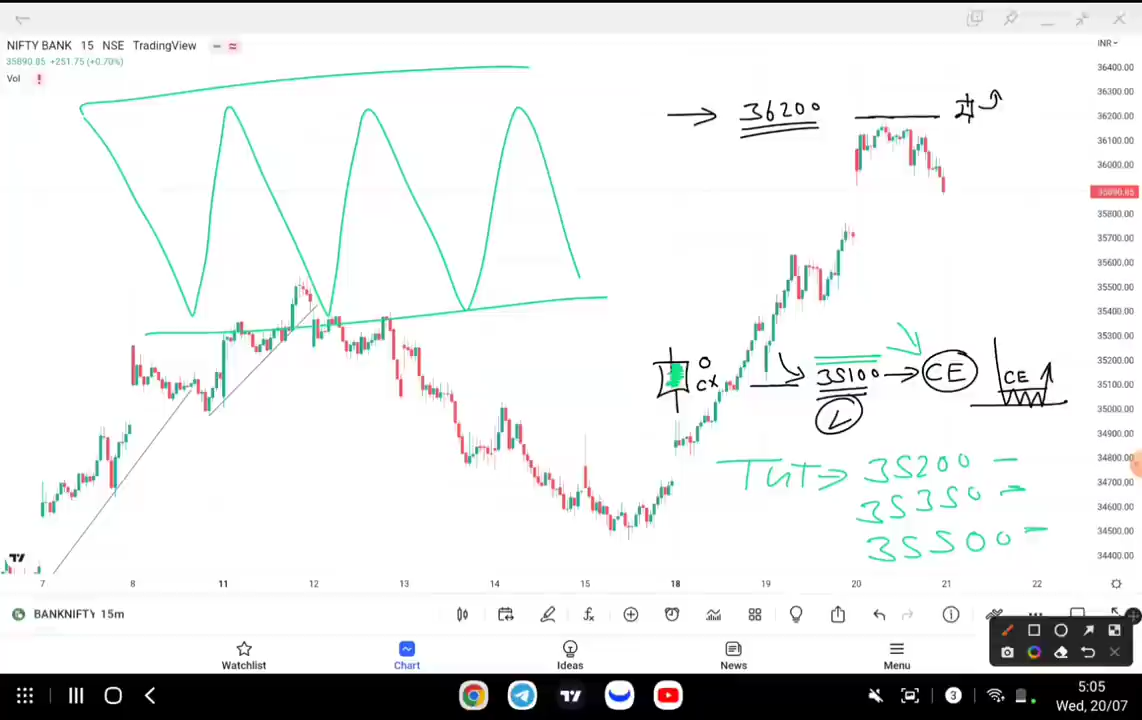 NIFTY BANK 15 NSE TradingView
35890.85 +251.75 (+0.70%)
Vol
INR
36400.00
36300.00
36200.00
36100.00
36000.00
35890.85
35800.00
35700.00
35600.00
35500.00
35400.00
35300.00
35200.00
35100.00
35000.00
34900.00
34800.00
34700.00
34600.00
34500.00
34400.00
36200
O
CX
35100
CE
CE
L
TGT 35200
35350
35500
7 8 11 12 13 14 15 18 19 20 21 22
BANKNIFTY 15m
Watchlist Chart Ideas News Menu
3
5:05
Wed, 20/07